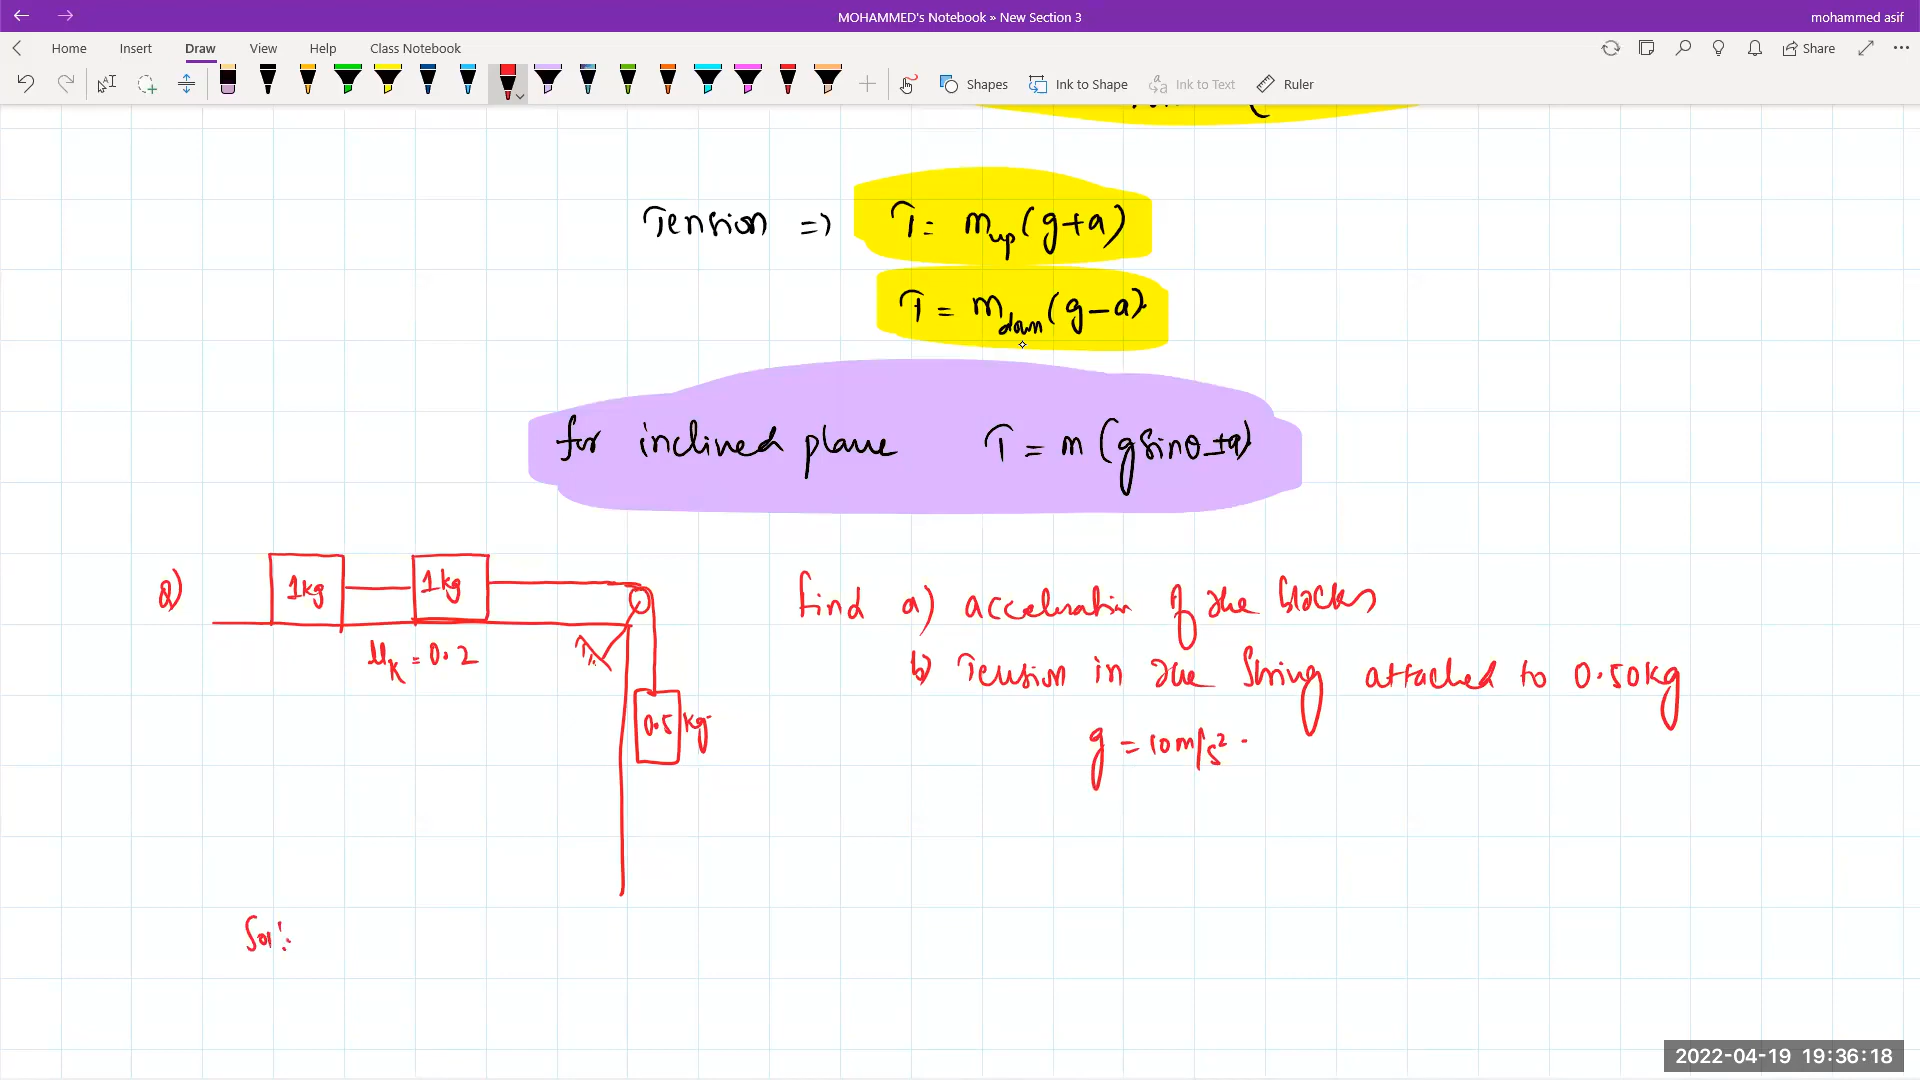 MOHAMMED's Notebook » New Section 3
mohammed asif
Home Insert Draw View Help Class Notebook Share
Shapes Ink to Shape Ink to Text Ruler
Tension => T = m_up (g+a)
T = m_down (g-a)
for inclined plane T = m (g sinθ ± a)
Q) 1kg 1kg
μ_k = 0.2
0.5 kg
find a) acceleration of the blocks
b) Tension in the string attached to 0.50kg
g = 10 m/s² .
Sol:
2022-04-19 19:36:18